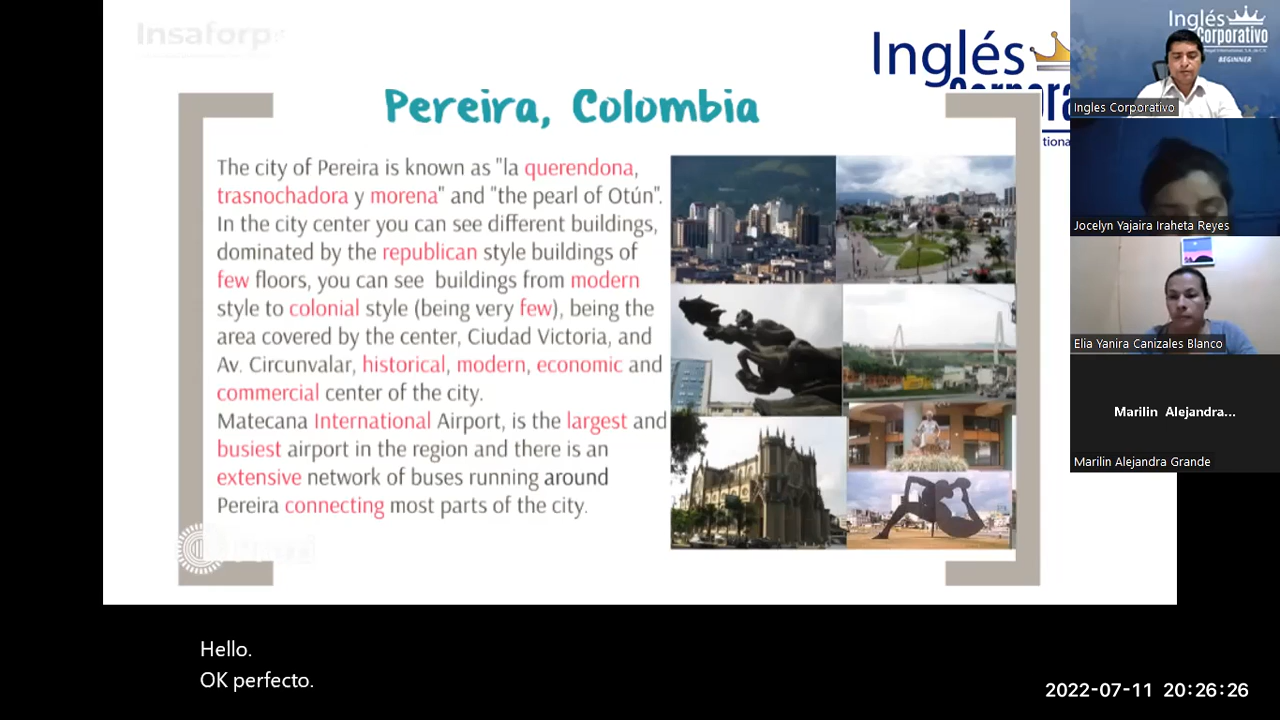 Insaforp
Inglés
Pereira, Colombia
The city of Pereira is known as "la querendona,
trasnochadora y morena" and "the pearl of Otún".
In the city center you can see different buildings,
dominated by the republican style buildings of
few floors, you can see buildings from modern
style to colonial style (being very few), being the
area covered by the center, Ciudad Victoria, and
Av. Circunvalar, historical, modern, economic and
commercial center of the city.
Matecana International Airport, is the largest and
busiest airport in the region and there is an
extensive network of buses running around
Pereira connecting most parts of the city.
Inglés
Corporativo
BEGINNER
Ingles Corporativo
Jocelyn Yajaira Iraheta Reyes
Elia Yanira Canizales Blanco
Marilin Alejandra...
Marilin Alejandra Grande
Hello.
OK perfecto.
2022-07-11 20:26:26